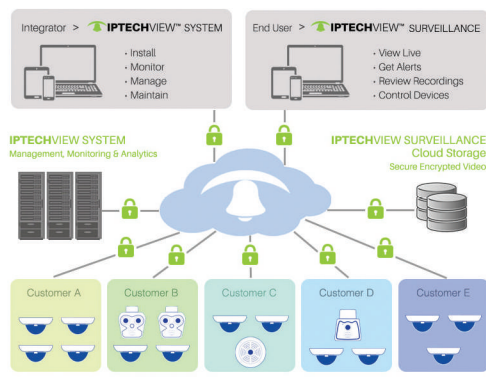 Integrator > IPTECHVIEW™ SYSTEM
• Install
• Monitor
• Manage
• Maintain
End User > IPTECHVIEW™ SURVEILLANCE
• View Live
• Get Alerts
• Review Recordings
• Control Devices
IPTECHVIEW SYSTEM
Management, Monitoring & Analytics
IPTECHVIEW SURVEILLANCE
Cloud Storage
Secure Encrypted Video
Customer A
Customer B
Customer C
Customer D
Customer E